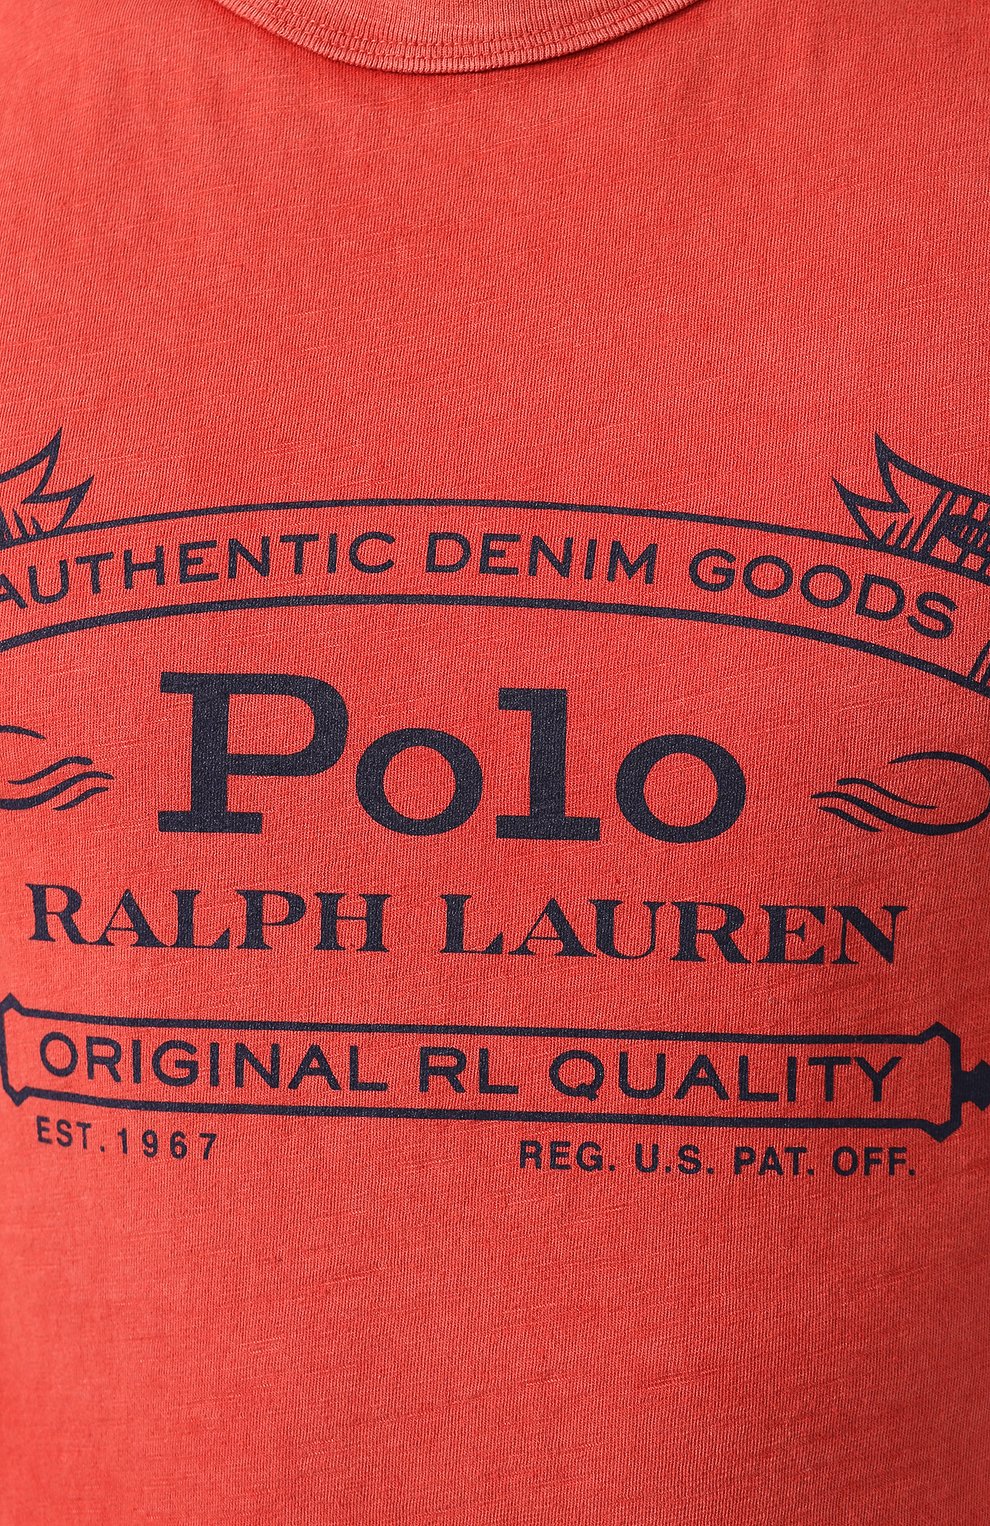 AUTHENTIC DENIM GOODS
Polo
RALPH LAUREN
ORIGINAL RL QUALITY
EST. 1967 REG. U.S. PAT. OFF.